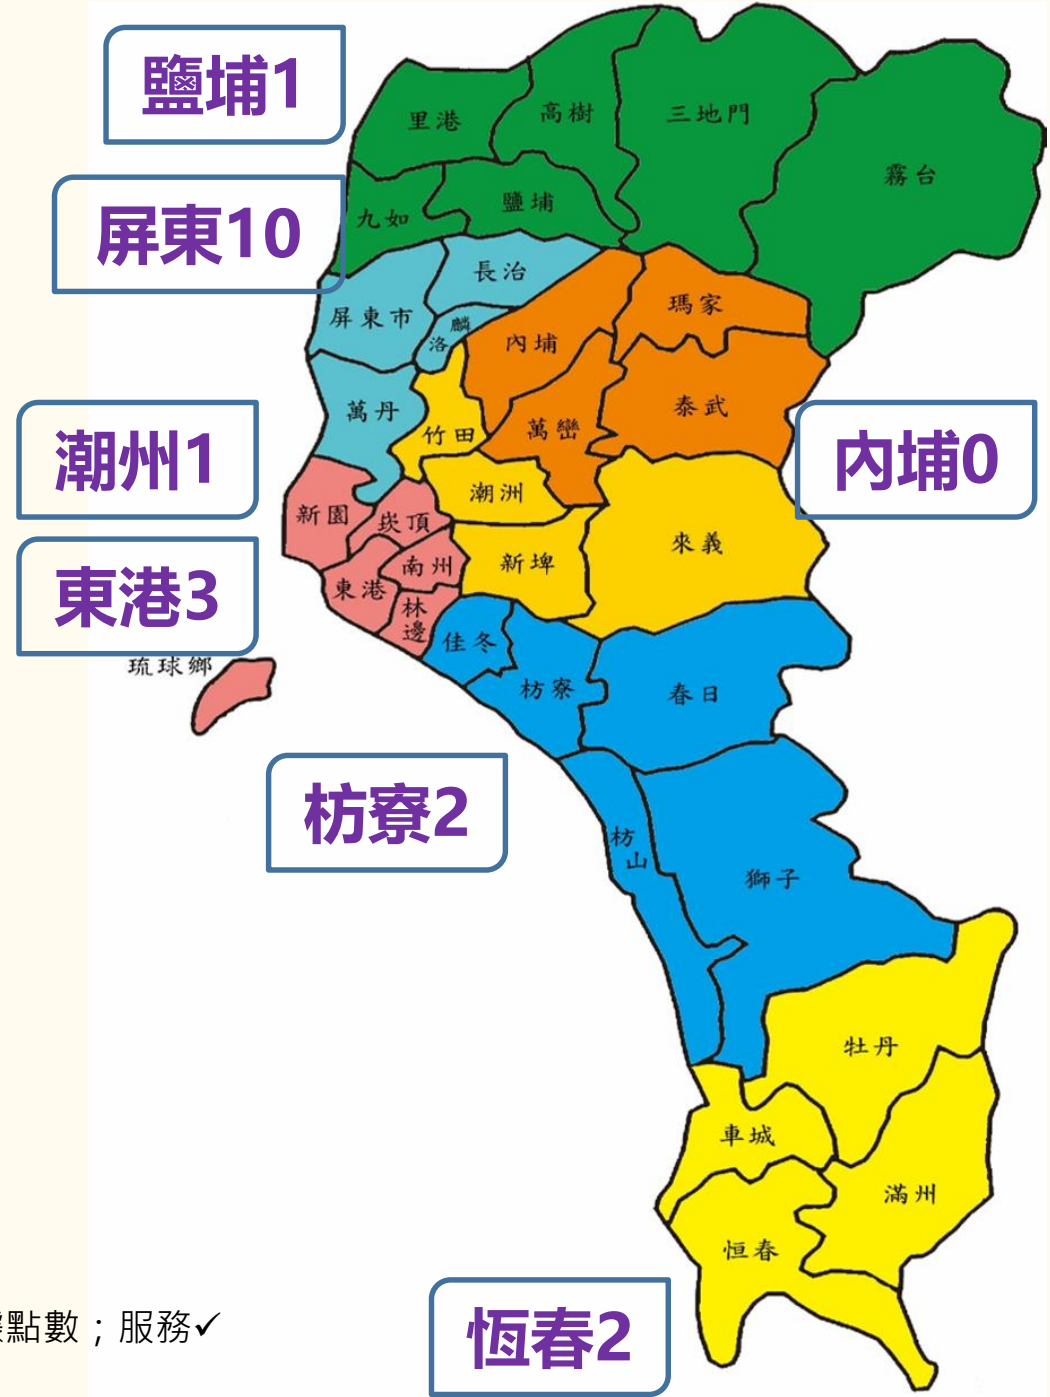 鹽埔1
里港
高樹
三地門
霧台
屏東10
九如
鹽埔
長治
屏東市
麟洛
內埔
瑪家
萬丹
竹田
萬巒
泰武
潮州1
內埔0
潮洲
新園
崁頂
來義
東港3
南州
新埤
東港
林邊
佳冬
琉球鄉
枋寮
春日
枋寮2
枋山
獅子
牡丹
車城
滿州
恒春
點數；服務✓
恆春2